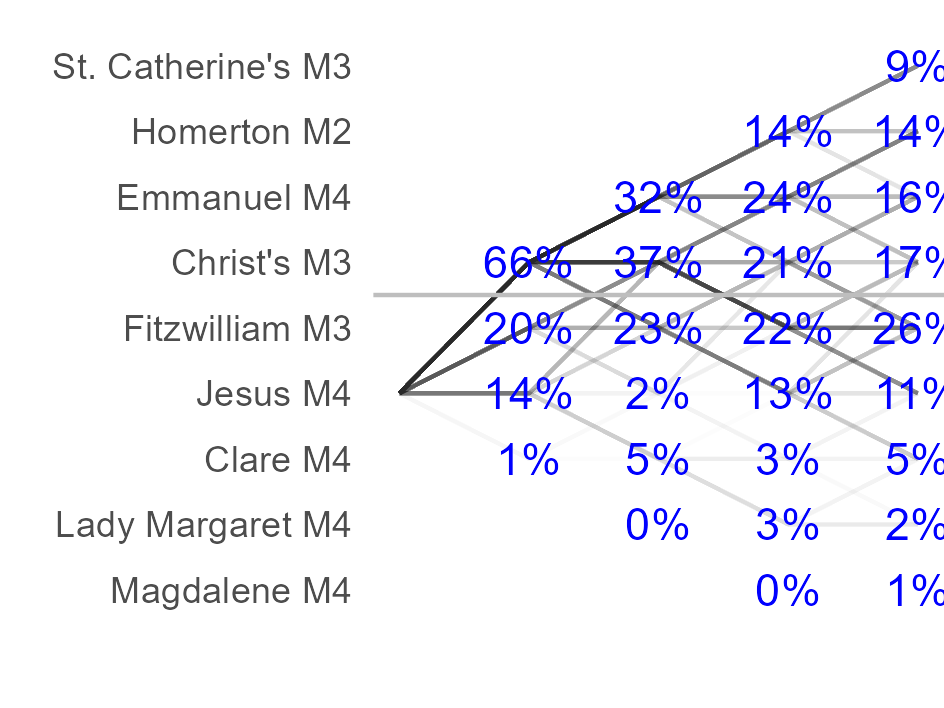 St. Catherine's M3 9%
Homerton M2 14% 14%
Emmanuel M4 32% 24% 16%
Christ's M3 66% 37% 21% 17%
Fitzwilliam M3 20% 23% 22% 26%
Jesus M4 14% 2% 13% 11%
Clare M4 1% 5% 3% 5%
Lady Margaret M4 0% 3% 2%
Magdalene M4 0% 1%